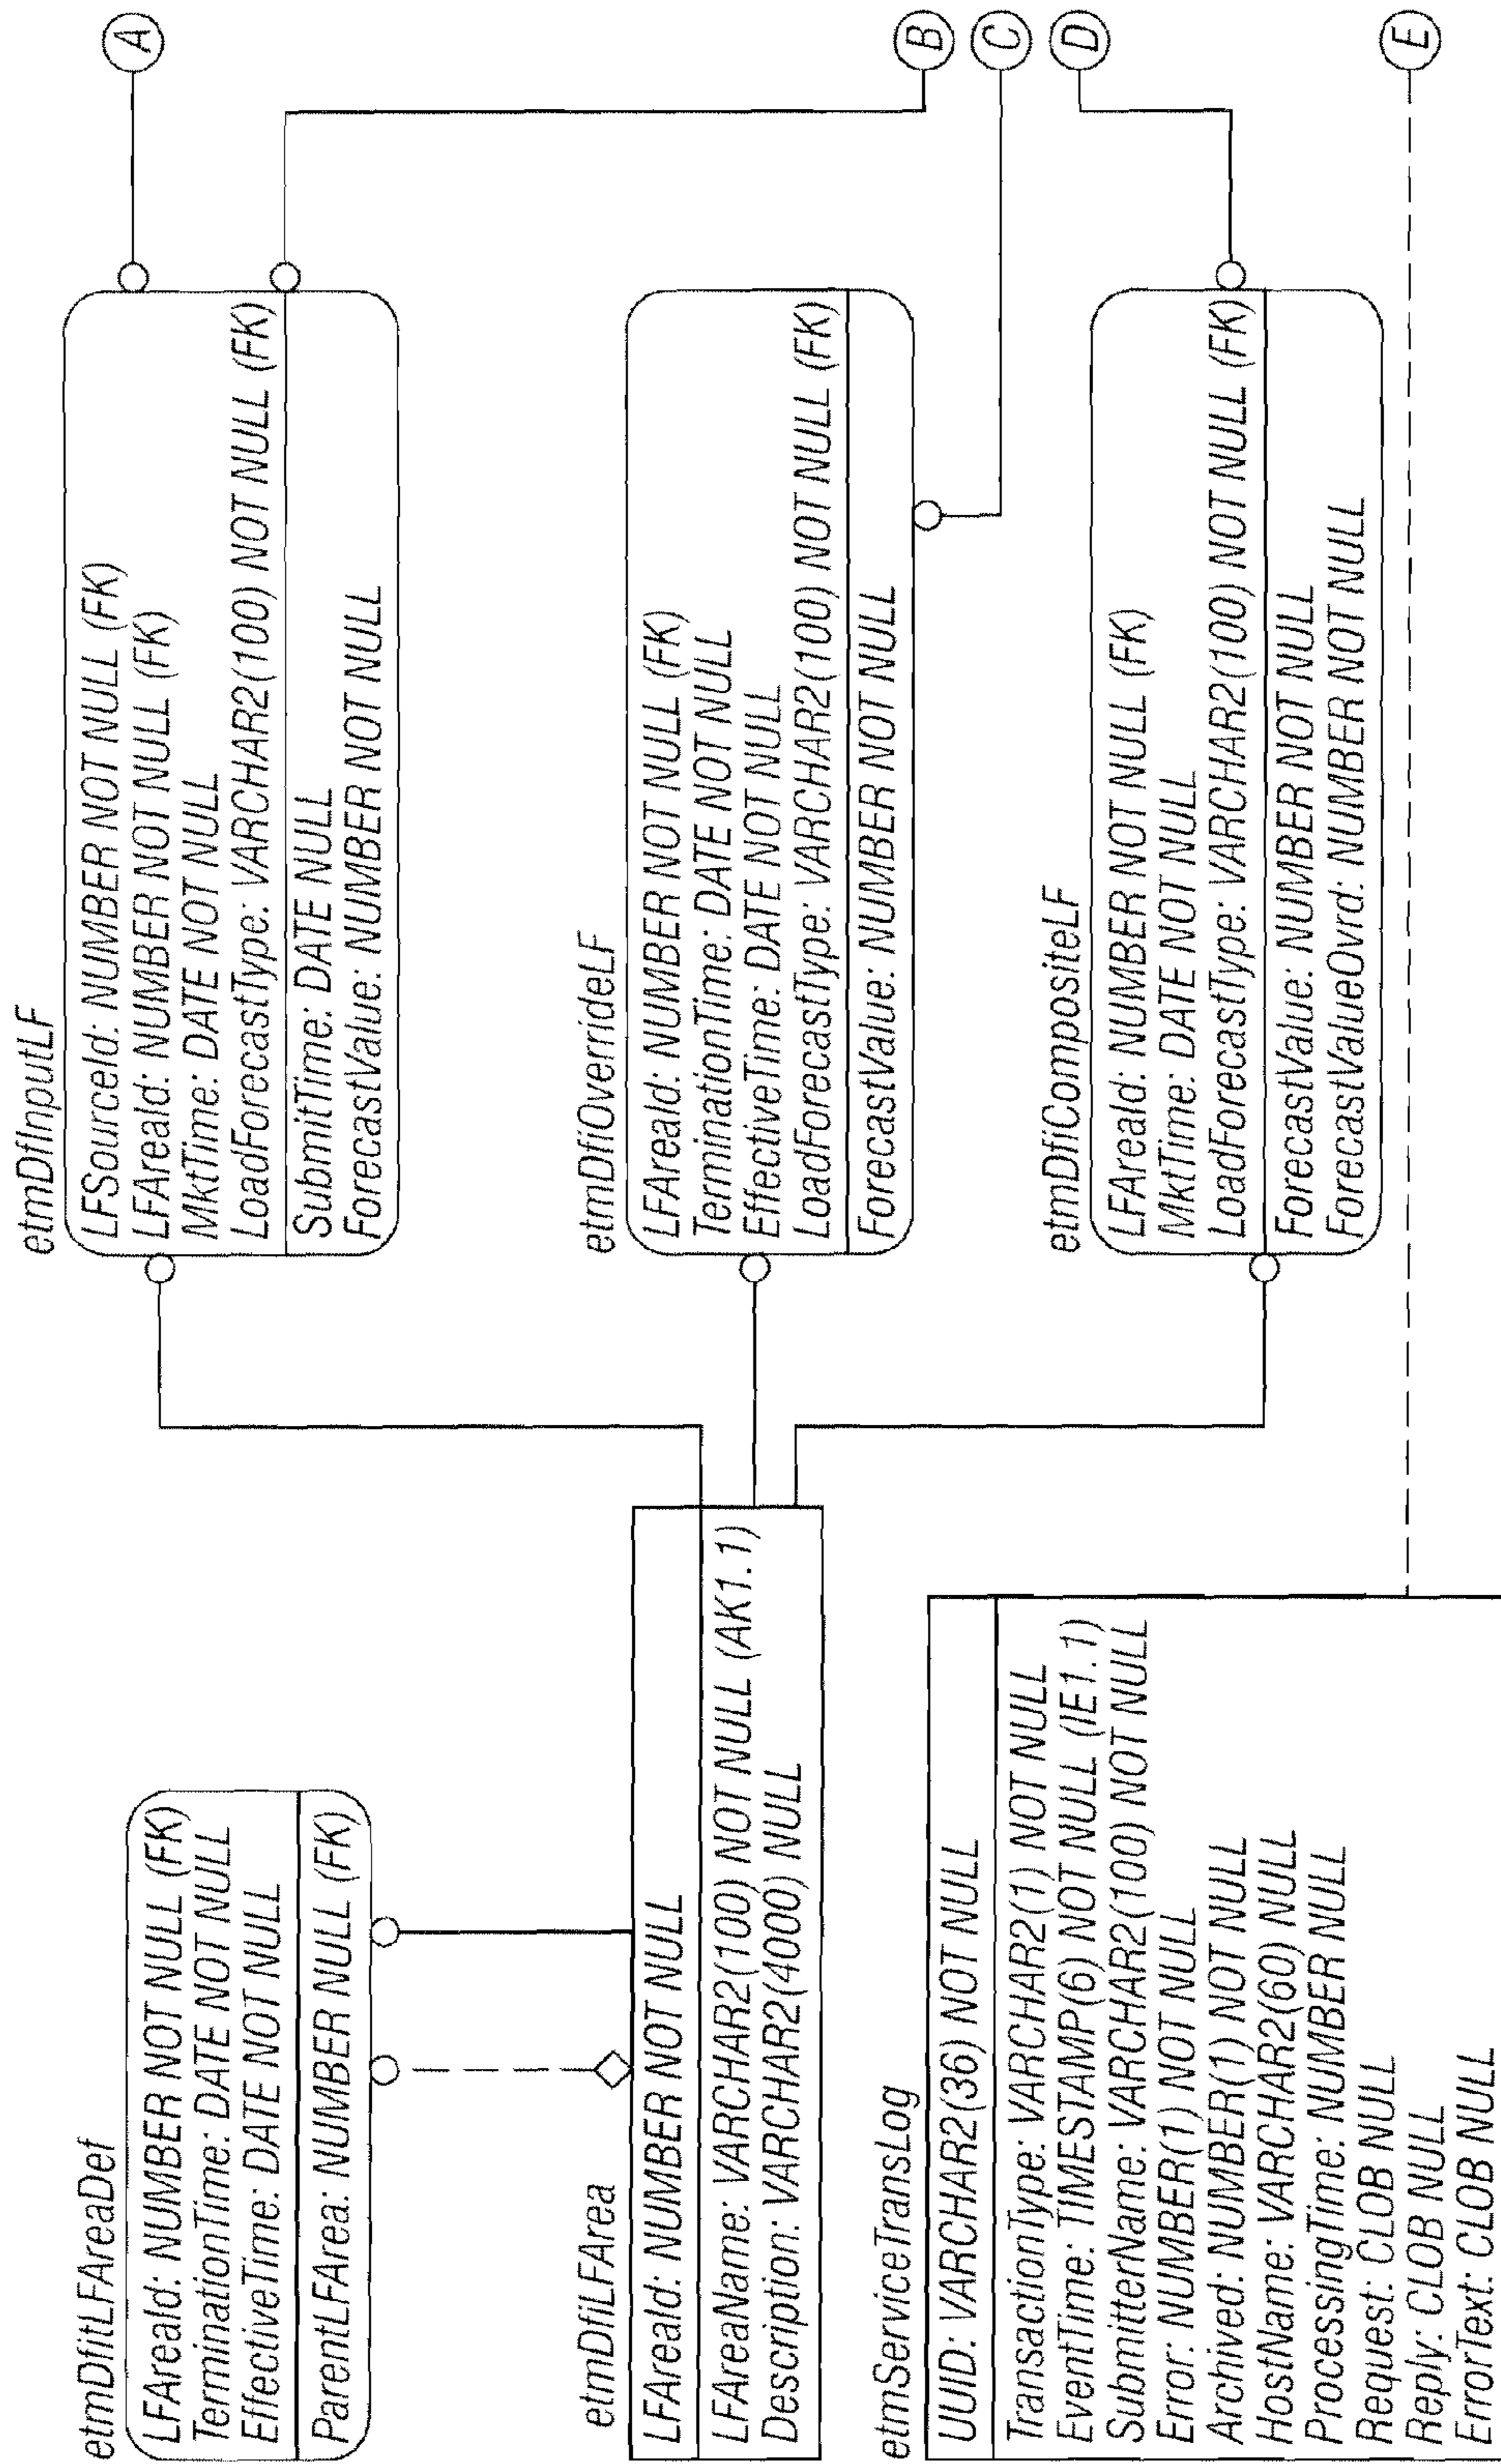 etmDfitLFAreaDef
LFAreaId: NUMBER NOT NULL (FK)
TerminationTime: DATE NOT NULL
EffectiveTime: DATE NOT NULL
ParentLFArea: NUMBER NULL (FK)
etmDfiLFArea
LFAreaId: NUMBER NOT NULL
LFAreaName: VARCHAR2(100) NOT NULL (AK1.1)
Description: VARCHAR2(4000) NULL
etmServiceTransLog
UUID: VARCHAR2(36) NOT NULL
TransactionType: VARCHAR2(1) NOT NULL
EventTime: TIMESTAMP(6) NOT NULL (IE1.1)
SubmitterName: VARCHAR2(100) NOT NULL
Error: NUMBER(1) NOT NULL
Archived: NUMBER(1) NOT NULL
HostName: VARCHAR2(60) NULL
ProcessingTime: NUMBER NULL
Request: CLOB NULL
Reply: CLOB NULL
ErrorText: CLOB NULL
etmDfInputLF
LFSourceId: NUMBER NOT NULL (FK)
LFAreaId: NUMBER NOT NULL (FK)
MktTime: DATE NOT NULL
LoadForecastType: VARCHAR2(100) NOT NULL (FK)
SubmitTime: DATE NULL
ForecastValue: NUMBER NOT NULL
etmDfiOverrideLF
LFAreaId: NUMBER NOT NULL (FK)
TerminationTime: DATE NOT NULL
EffectiveTime: DATE NOT NULL
LoadForecastType: VARCHAR2(100) NOT NULL (FK)
ForecastValue: NUMBER NOT NULL
etmDfiCompositeLF
LFAreaId: NUMBER NOT NULL (FK)
MktTime: DATE NOT NULL
LoadForecastType: VARCHAR2(100) NOT NULL (FK)
ForecastValue: NUMBER NOT NULL
ForecastValueOvrd: NUMBER NOT NULL
A
B
C
D
E